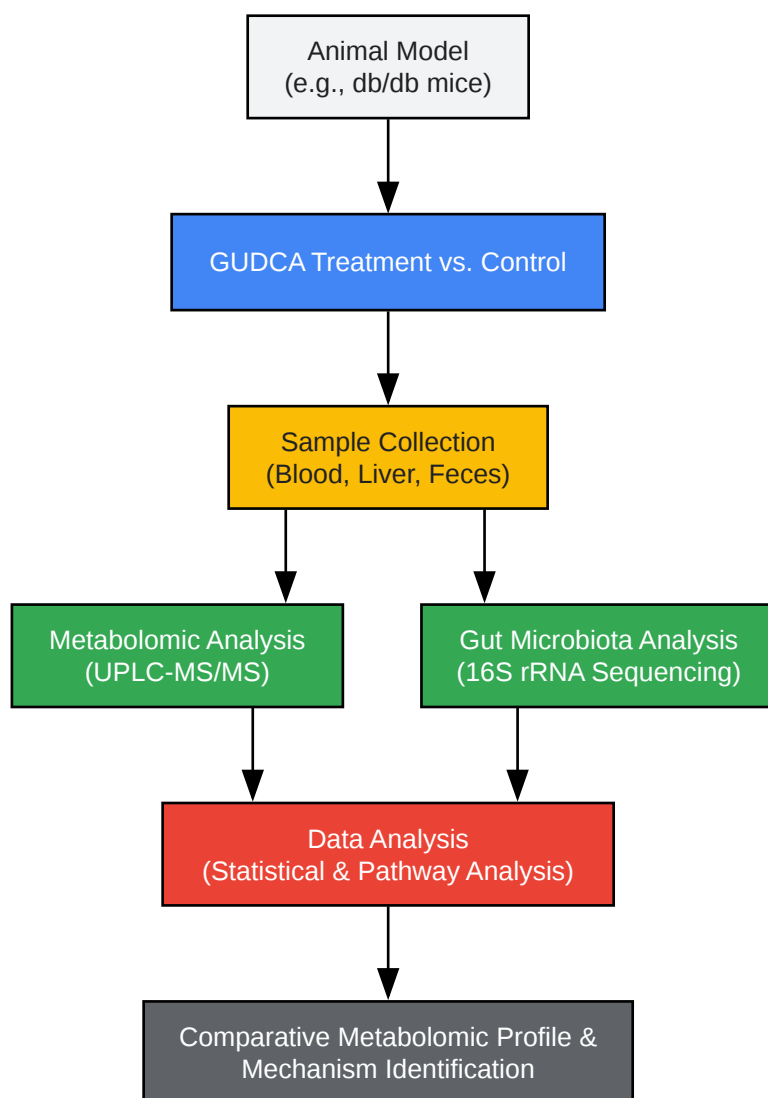 Animal Model
(e.g., db/db mice)
GUDCA Treatment vs. Control
Sample Collection
(Blood, Liver, Feces)
Metabolomic Analysis
(UPLC-MS/MS)
Gut Microbiota Analysis
(16S rRNA Sequencing)
Data Analysis
(Statistical & Pathway Analysis)
Comparative Metabolomic Profile &
Mechanism Identification